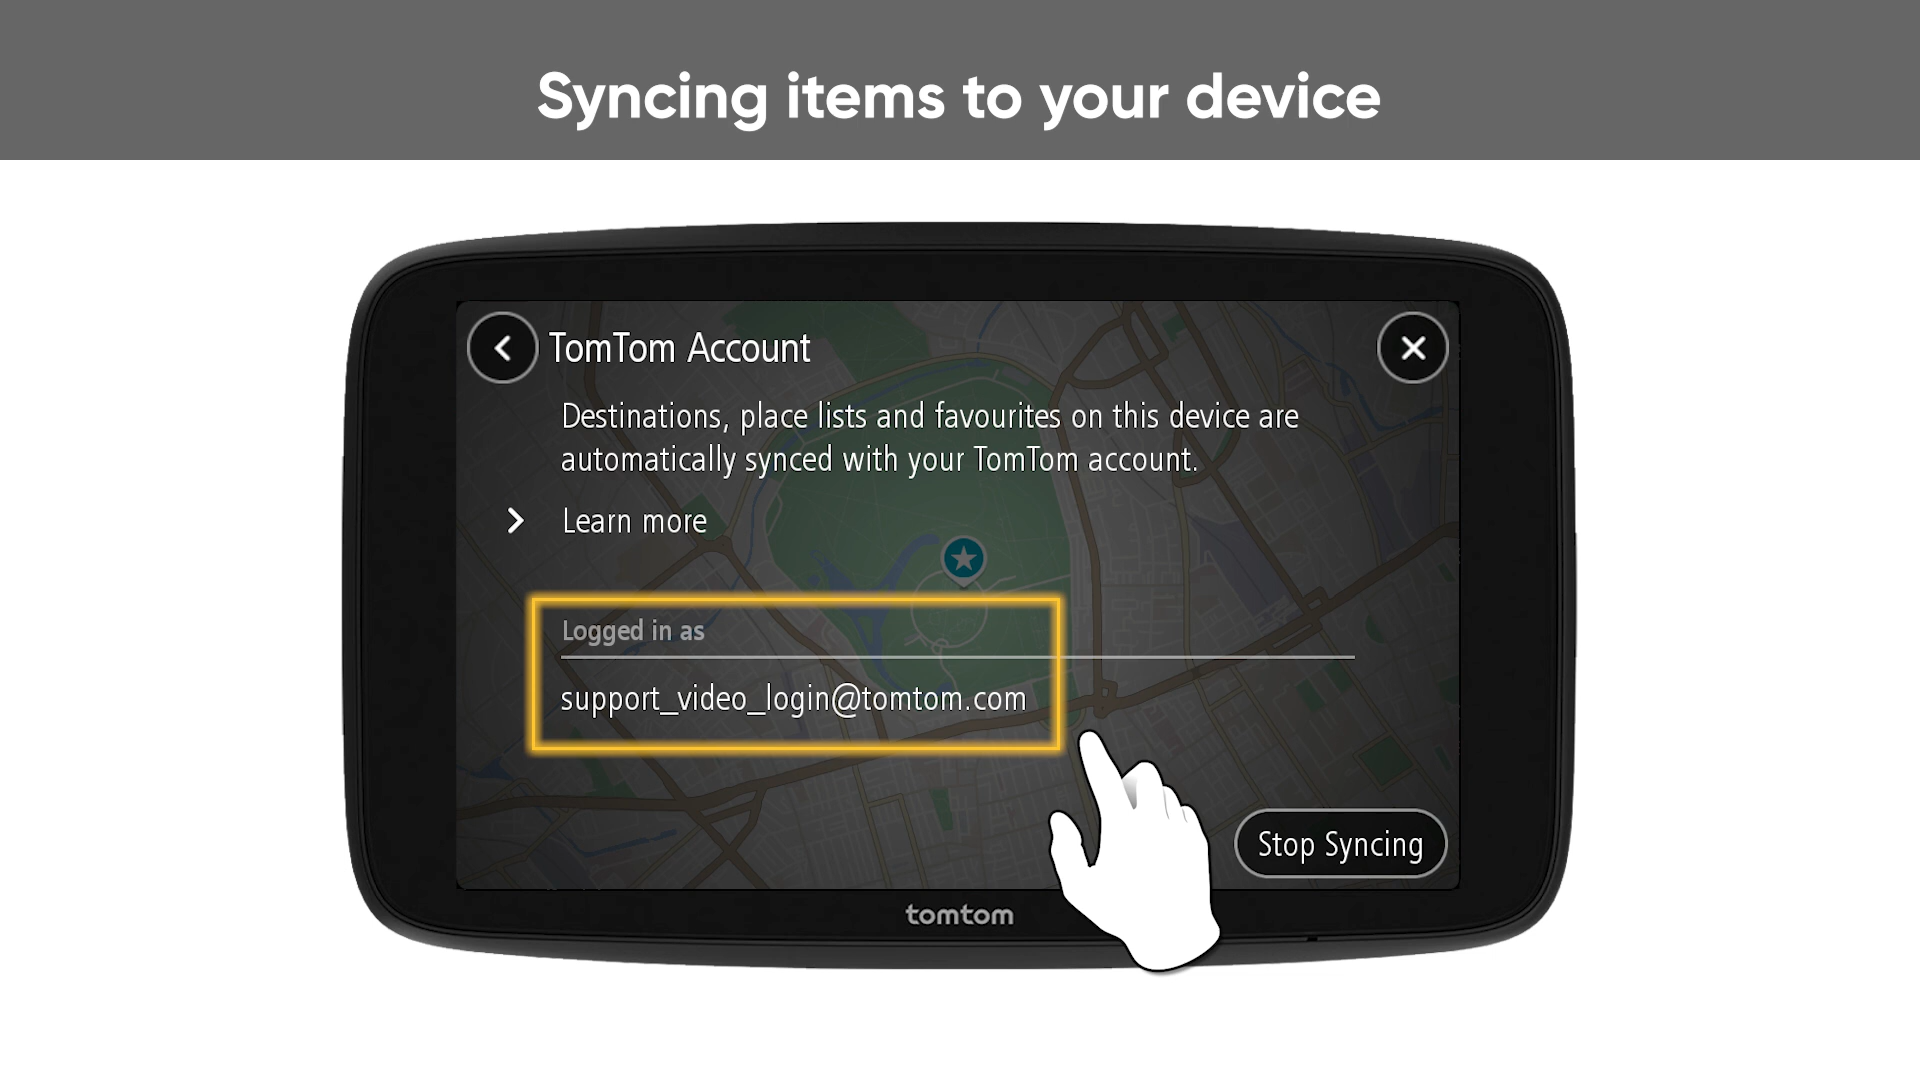 Syncing items to your device
TomTom Account
Destinations, place lists and favourites on this device are
automatically synced with your TomTom account.
Learn more
Logged in as
support_video_login@tomtom.com
Stop Syncing
tomtom